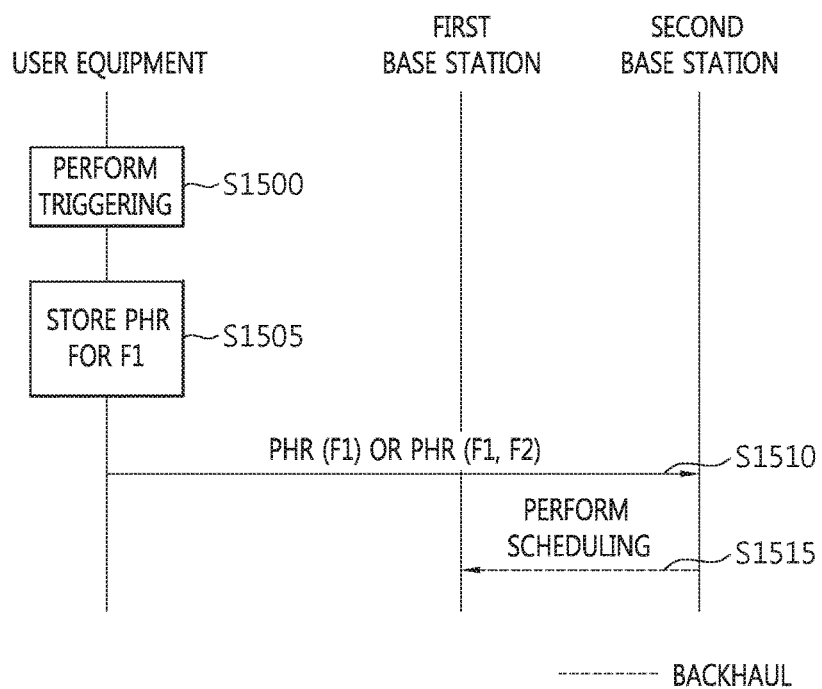 USER EQUIPMENT
FIRST
BASE STATION
SECOND
BASE STATION
PERFORM
TRIGGERING
S1500
STORE PHR
FOR F1
S1505
PHR (F1) OR PHR (F1, F2)
S1510
PERFORM
SCHEDULING
S1515
BACKHAUL